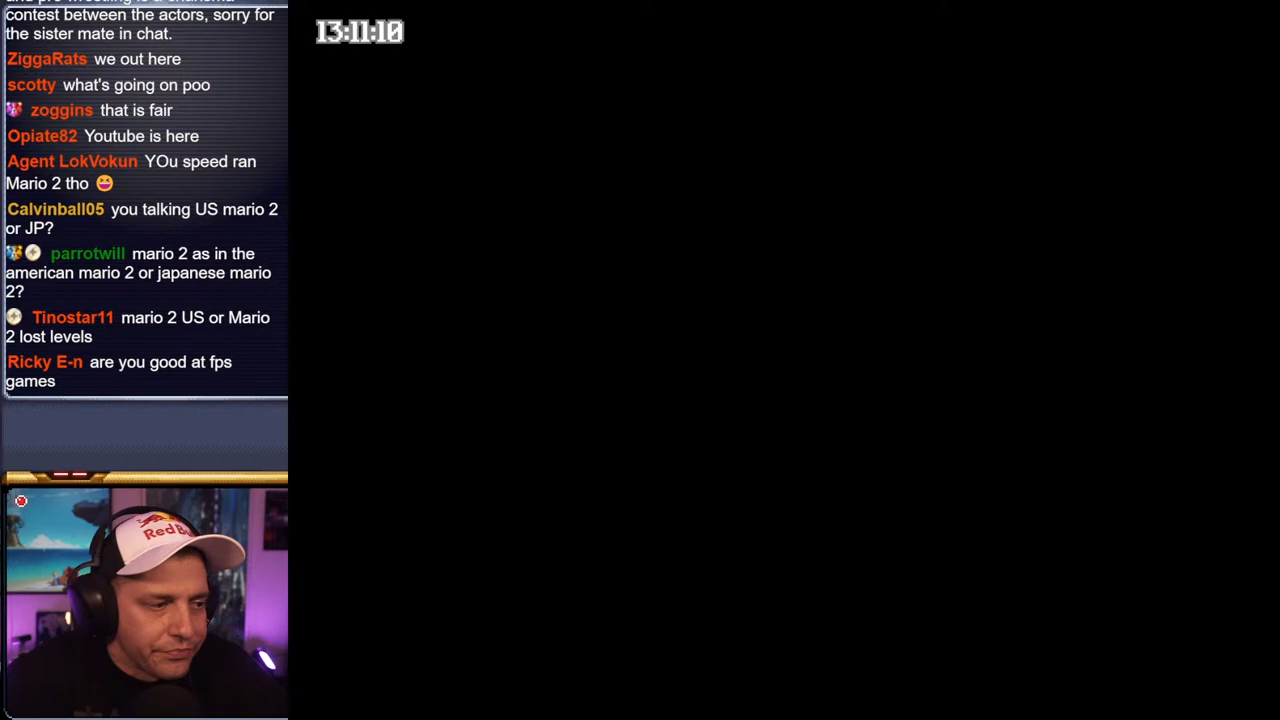 13:11:10
contest between the actors, sorry for
the sister mate in chat.
ZiggaRats we out here
scotty what's going on poo
zoggins that is fair
Opiate82 Youtube is here
Agent LokVokun YOu speed ran
Mario 2 tho 😆
Calvinball05 you talking US mario 2
or JP?
parrotwill mario 2 as in the
american mario 2 or japanese mario
2?
Tinostar11 mario 2 US or Mario
2 lost levels
Ricky E-n are you good at fps
games
Red Bu